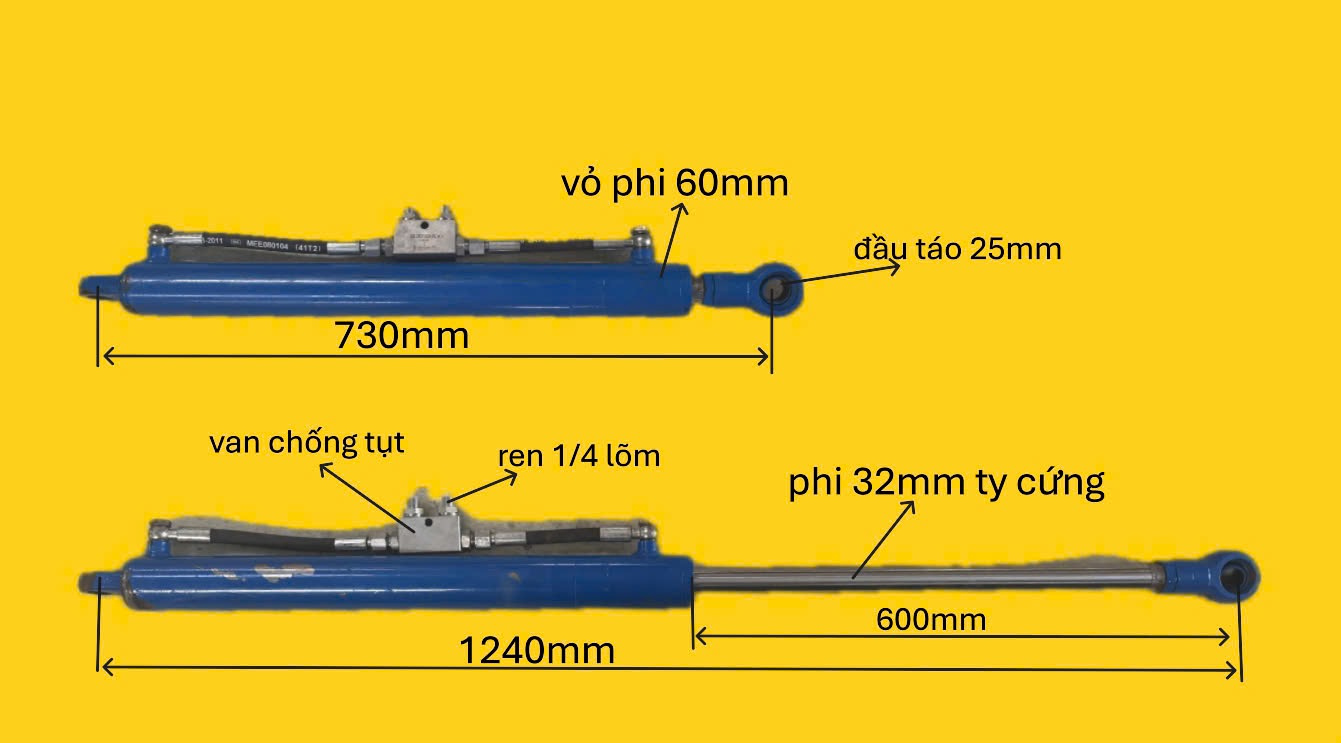 vỏ phi 60mm
đầu táo 25mm
-2011 MEE080104 (41T2)
730mm
van chống tụt
ren 1/4 lõm
phi 32mm ty cứng
600mm
1240mm